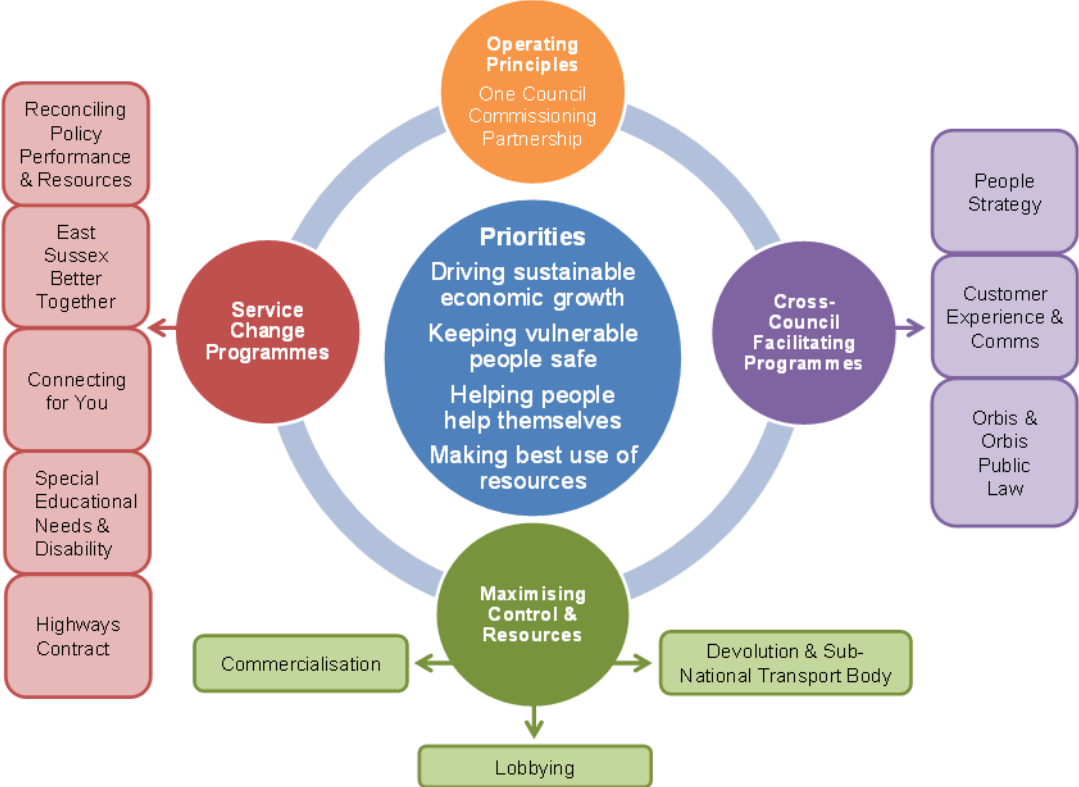 Operating
Principles
One Council
Commissioning
Partnership
Reconciling
Policy
Performance
& Resources
East
Sussex
Better
Together
Connecting
for You
Special
Educational
Needs &
Disability
Highways
Contract
Service
Change
Programmes
Priorities
Driving sustainable
economic growth
Keeping vulnerable
people safe
Helping people
help themselves
Making best use of
resources
Cross-
Council
Facilitating
Programmes
People
Strategy
Customer
Experience &
Comms
Orbis &
Orbis
Public
Law
Maximising
Control &
Resources
Commercialisation
Devolution & Sub-
National Transport Body
Lobbying